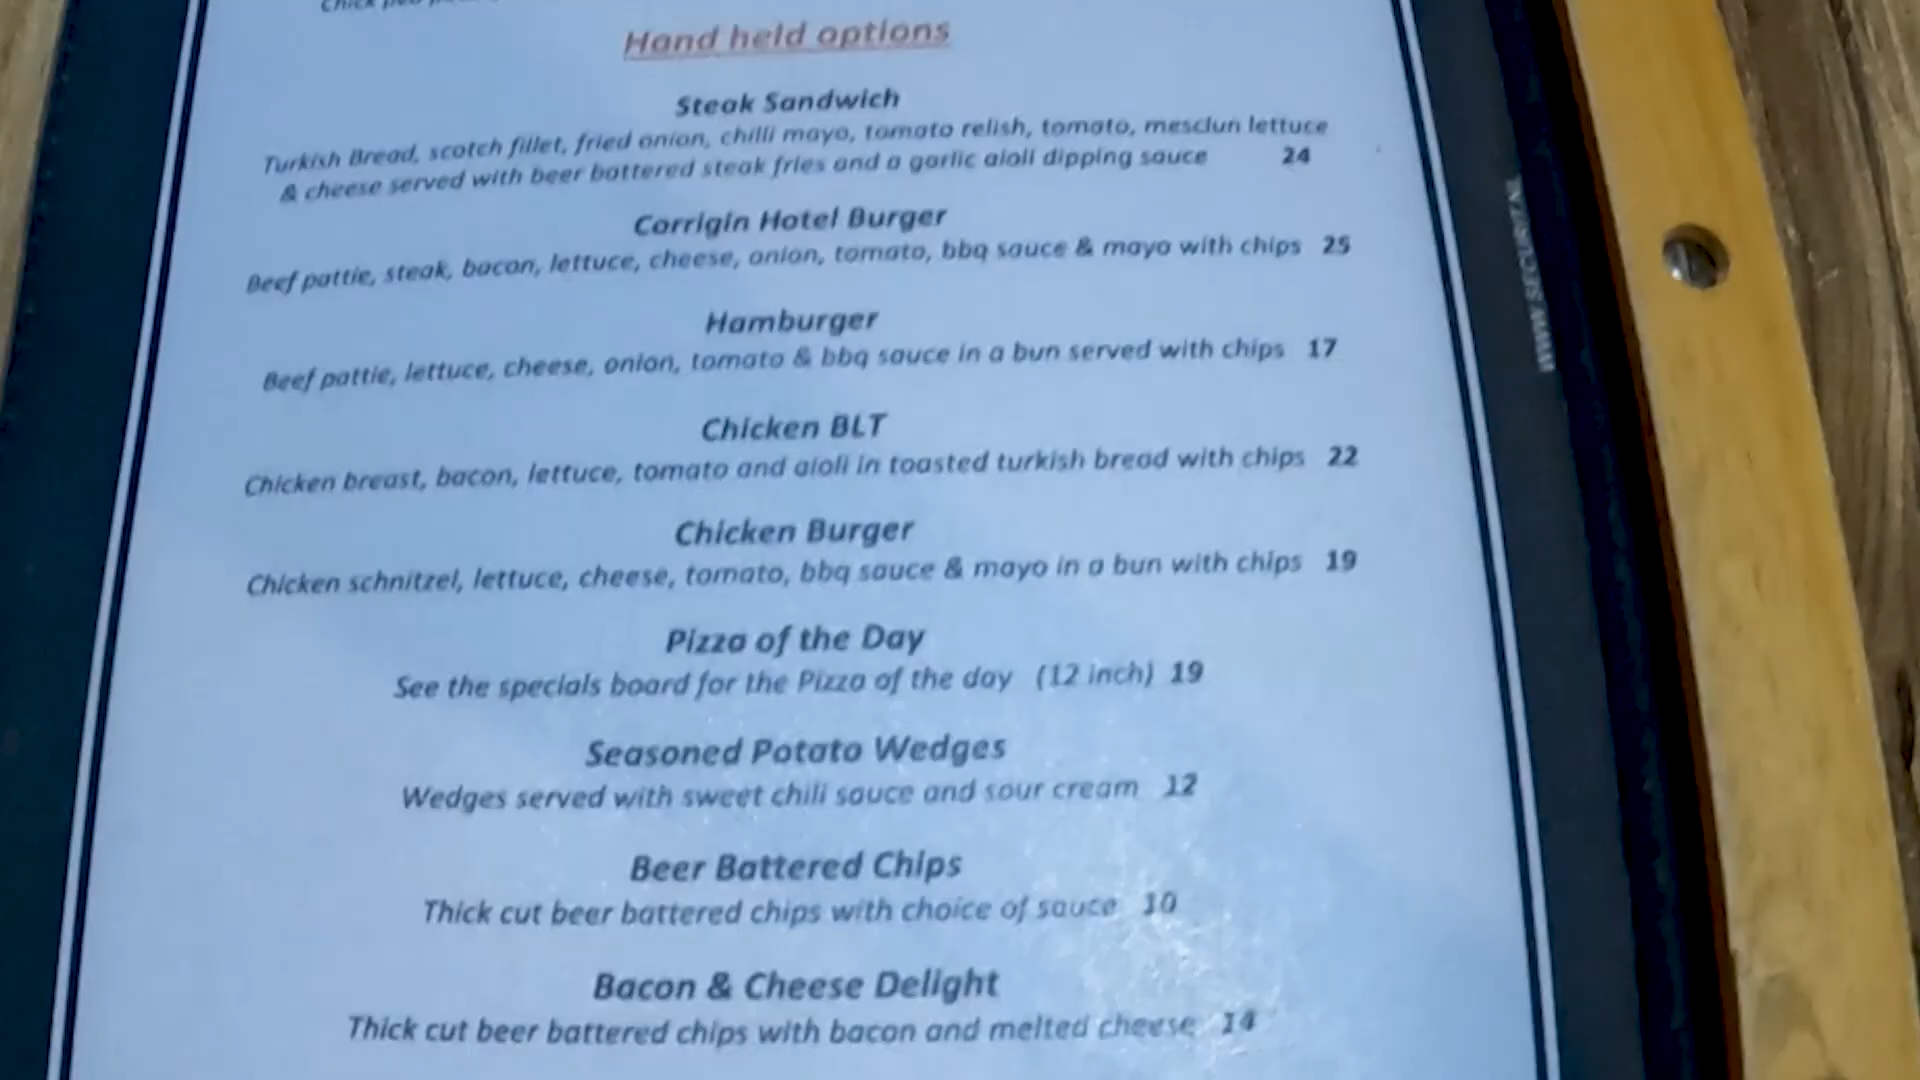 Hand held options
Steak Sandwich
Turkish Bread, scotch fillet, fried onion, chilli mayo, tomato relish, tomato, mesclun lettuce
& cheese served with beer battered steak fries and a garlic aioli dipping sauce 24
Corrigin Hotel Burger
Beef pattie, steak, bacon, lettuce, cheese, onion, tomato, bbq sauce & mayo with chips 25
Hamburger
Beef pattie, lettuce, cheese, onion, tomato & bbq sauce in a bun served with chips 17
Chicken BLT
Chicken breast, bacon, lettuce, tomato and aioli in toasted turkish bread with chips 22
Chicken Burger
Chicken schnitzel, lettuce, cheese, tomato, bbq sauce & mayo in a bun with chips 19
Pizza of the Day
See the specials board for the Pizza of the day (12 inch) 19
Seasoned Potato Wedges
Wedges served with sweet chili sauce and sour cream 12
Beer Battered Chips
Thick cut beer battered chips with choice of sauce 10
Bacon & Cheese Delight
Thick cut beer battered chips with bacon and melted cheese 14